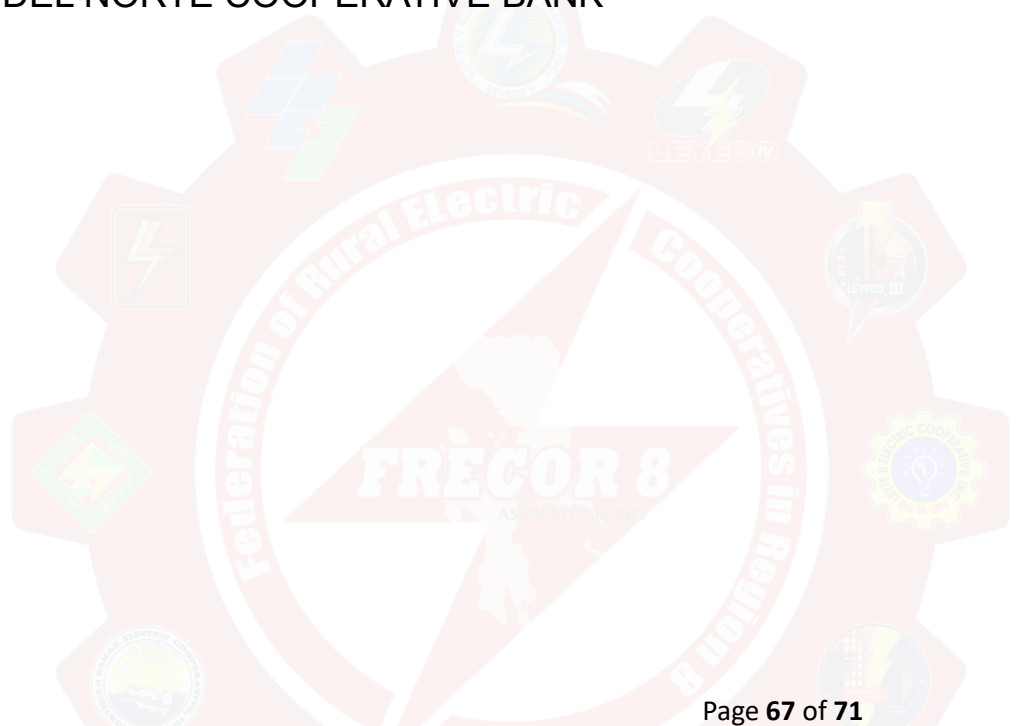 DEL NORTE COOPERATIVE BANK
LEYECO IV
Federation of Rural Electric Cooperatives in Region 8
LEYECO III
FRECOR 8
ASSOCIATION, INC.
Page 67 of 71